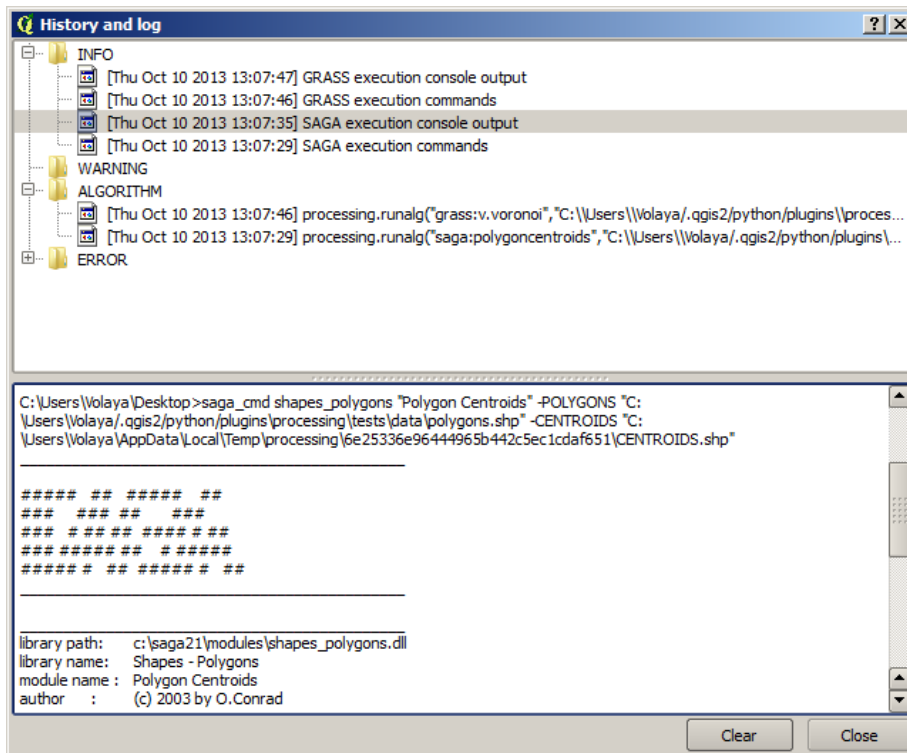 History and log
INFO
[Thu Oct 10 2013 13:07:47] GRASS execution console output
[Thu Oct 10 2013 13:07:46] GRASS execution commands
[Thu Oct 10 2013 13:07:35] SAGA execution console output
[Thu Oct 10 2013 13:07:29] SAGA execution commands
WARNING
ALGORITHM
[Thu Oct 10 2013 13:07:46] processing.runalg("grass:v.voronoi","C:\\Users\\Volaya/.qgis2/python/plugins\\proces...
[Thu Oct 10 2013 13:07:29] processing.runalg("saga:polygoncentroids","C:\\Users\\Volaya/.qgis2/python/plugins\...
ERROR
C:\Users\Volaya\Desktop>saga_cmd shapes_polygons "Polygon Centroids" -POLYGONS "C:
\Users\Volaya/.qgis2/python/plugins\processing\tests\data\polygons.shp" -CENTROIDS "C:
\Users\Volaya\AppData\Local\Temp\processing\6e25336e96444965b442c5ec1cdaf651\CENTROIDS.shp"
_____________________________________________
##### ## ##### ##
### ### ## ###
### # ## ## #### # ##
### ##### ## # #####
##### # ## ##### # ##
_____________________________________________
_____________________________________________
library path: c:\saga21\modules\shapes_polygons.dll
library name: Shapes - Polygons
module name : Polygon Centroids
author : (c) 2003 by O.Conrad
Clear Close